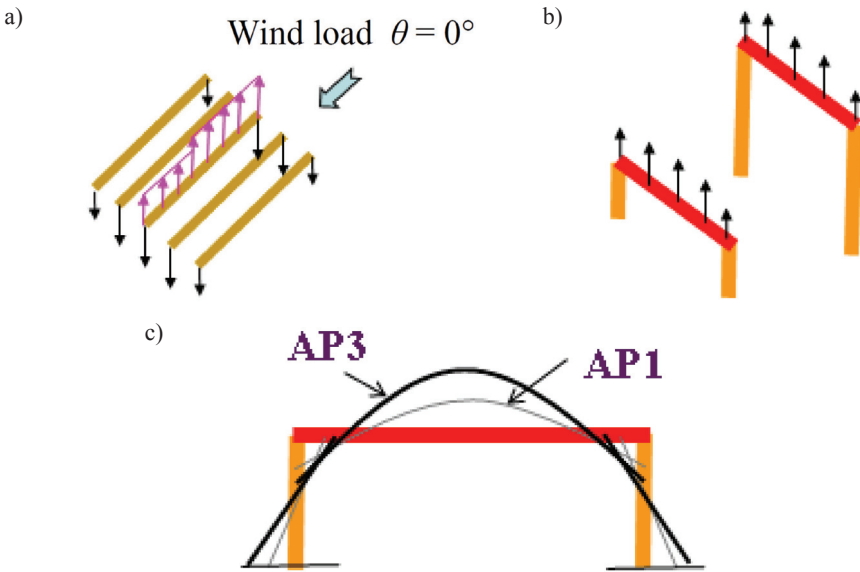 a)
Wind load θ = 0°
b)
c)
AP3
AP1